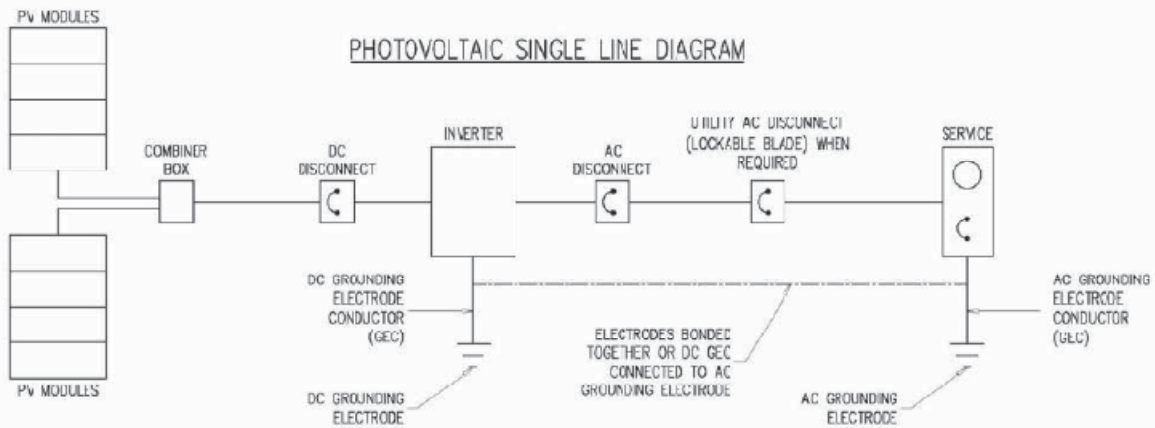 PV MODULES
PHOTOVOLTAIC SINGLE LINE DIAGRAM
COMBINER
BOX
DC
DISCONNECT
INVERTER
AC
DISCONNECT
UTILITY AC DISCONNECT
(LOCKABLE BLADE) WHEN
REQUIRED
SERVICE
DC GROUNDING
ELECTRODE
CONDUCTOR
(GEC)
ELECTRODES BONDED
TOGETHER OR DC GEC
CONNECTED TO AC
GROUNDING ELECTRODE
AC GROUNDING
ELECTRODE
CONDUCTOR
(GEC)
PV MODULES
DC GROUNDING
ELECTRODE
AC GROUNDING
ELECTRODE